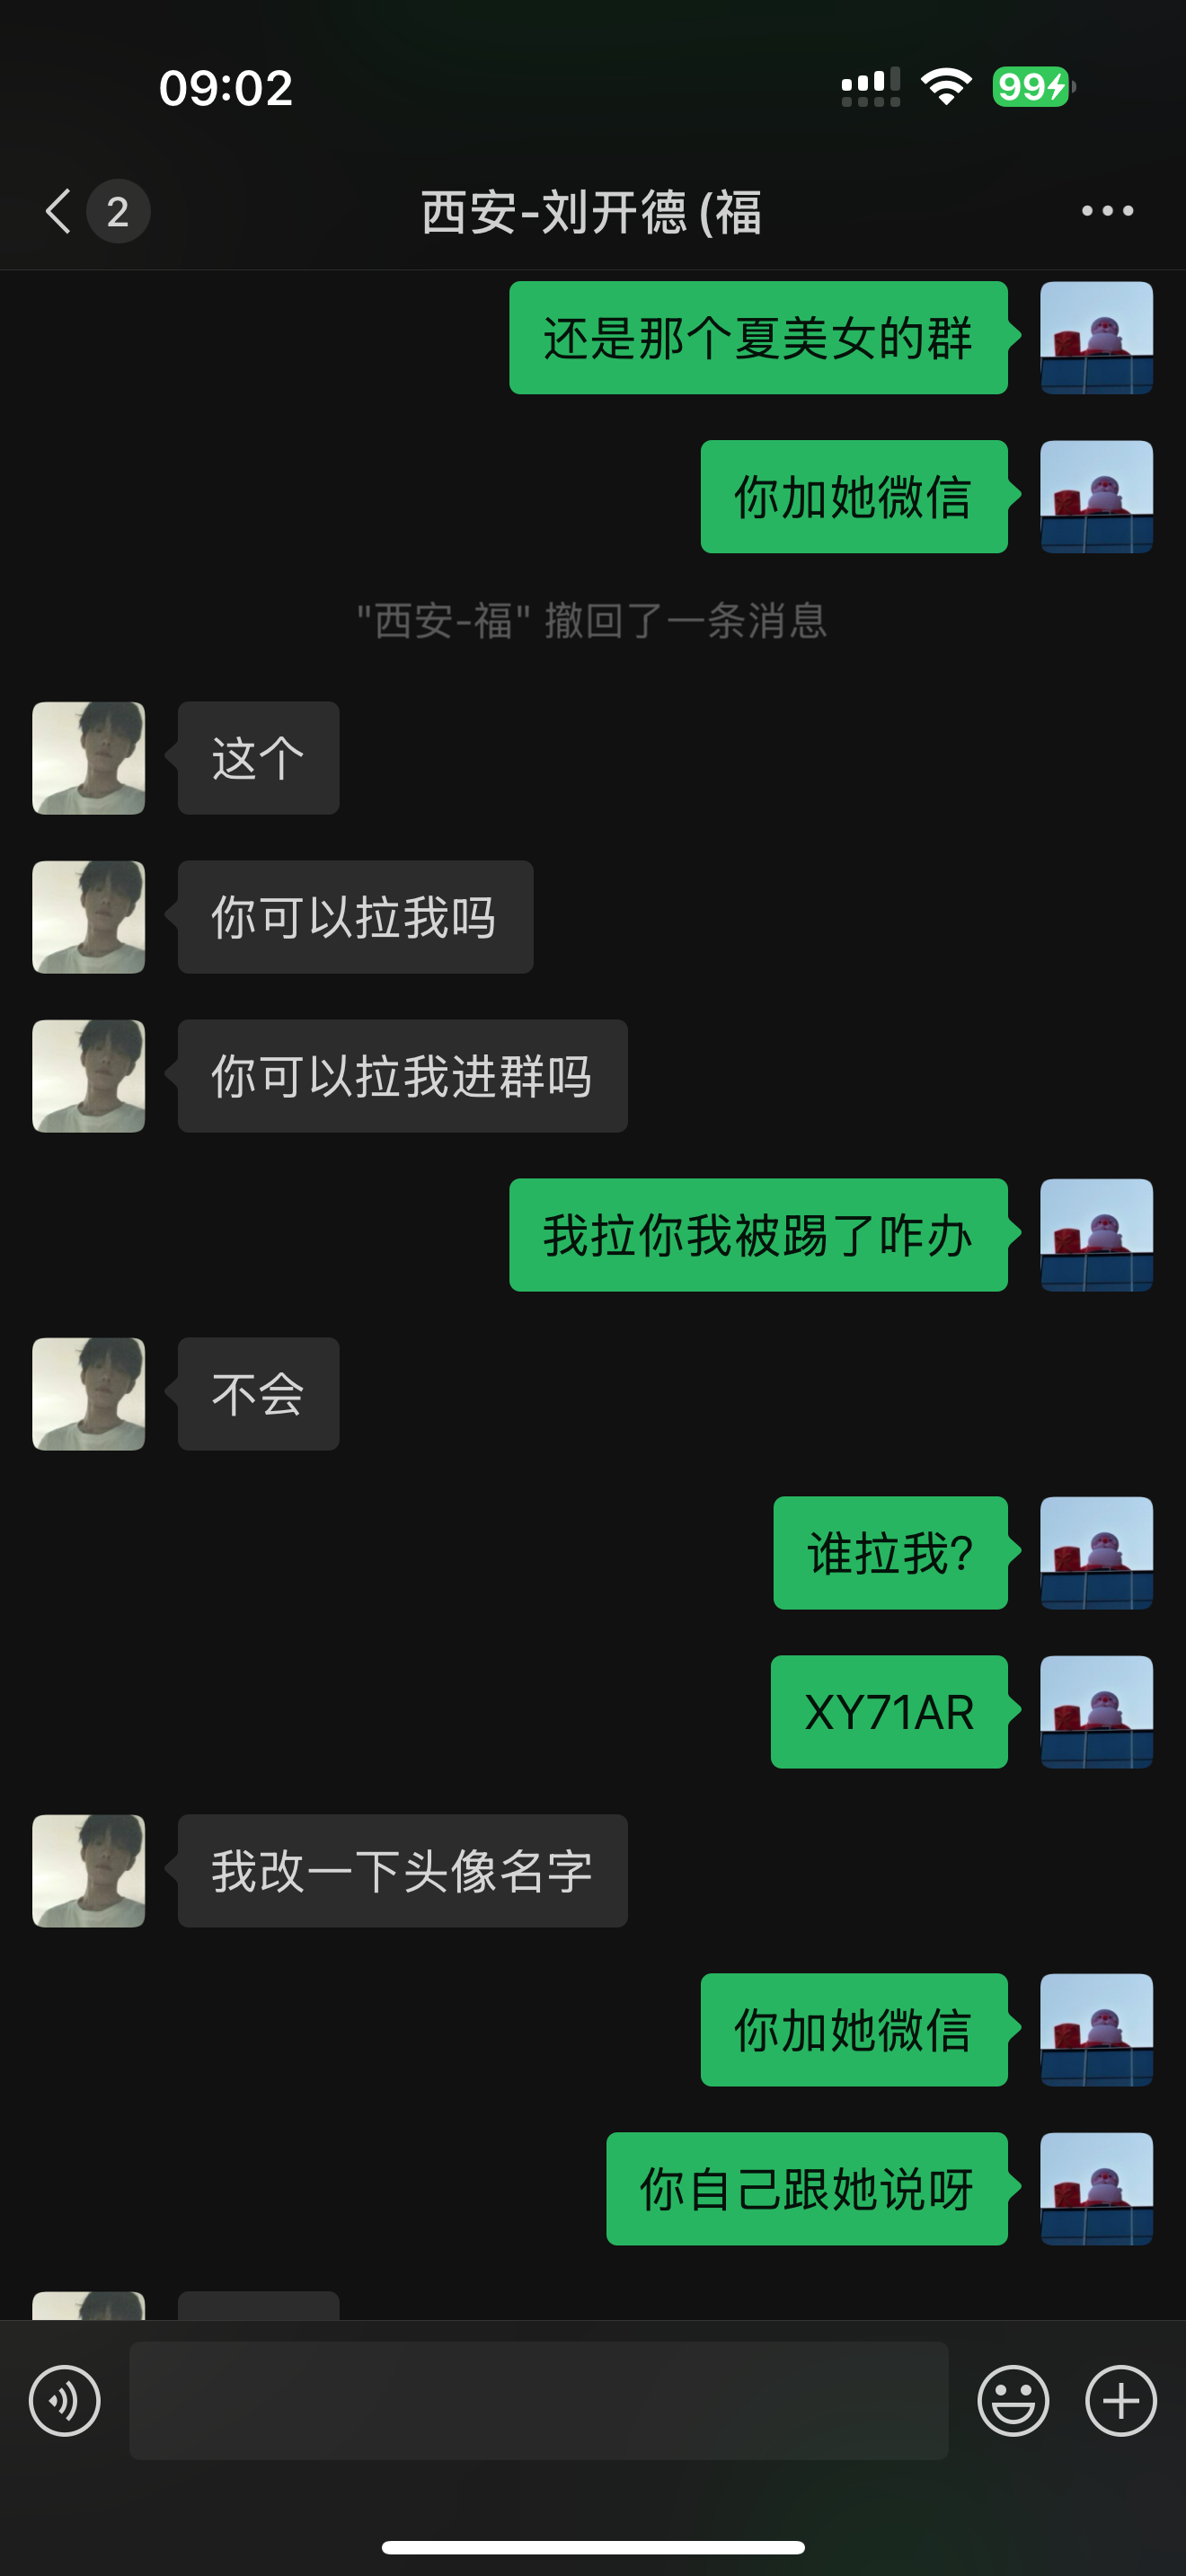 09:02
99
2
西安-刘开德 (福
还是那个夏美女的群
你加她微信
"西安-福" 撤回了一条消息
这个
你可以拉我吗
你可以拉我进群吗
我拉你我被踢了咋办
不会
谁拉我?
XY71AR
我改一下头像名字
你加她微信
你自己跟她说呀